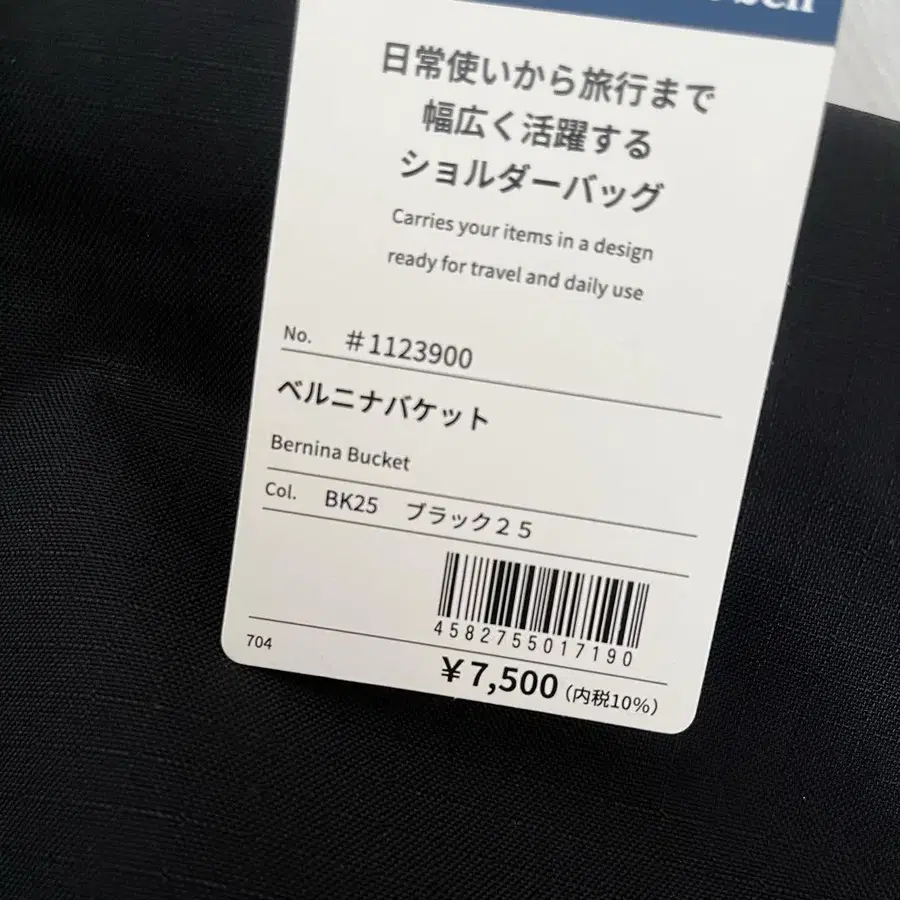 日常使いから旅行まで
幅広く活躍する
ショルダーバッグ
Carries your items in a design
ready for travel and daily use
No. #1123900
ベルニナバケット
Bernina Bucket
Col. BK25 ブラック25
4582755017190
704
¥7,500 (内税10%)